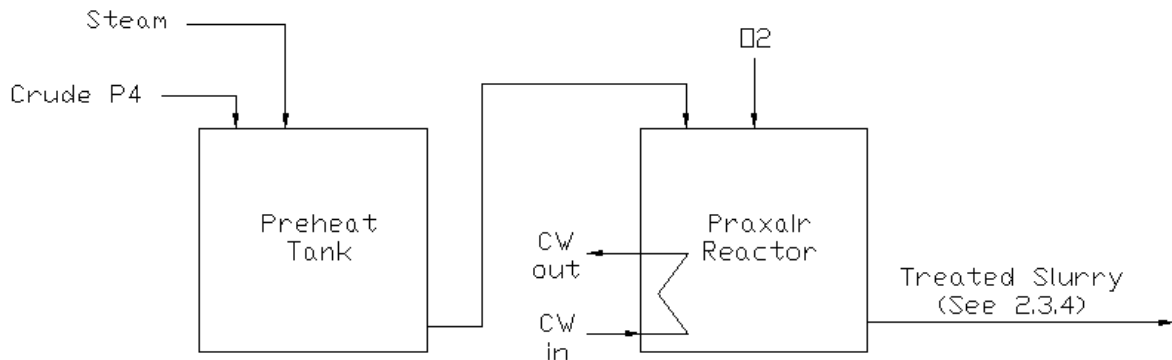 Steam
O2
Crude P4
Preheat
Tank
PraxaIr
Reactor
CW
out
CW
in
Treated Slurry
(See 2.3.4)